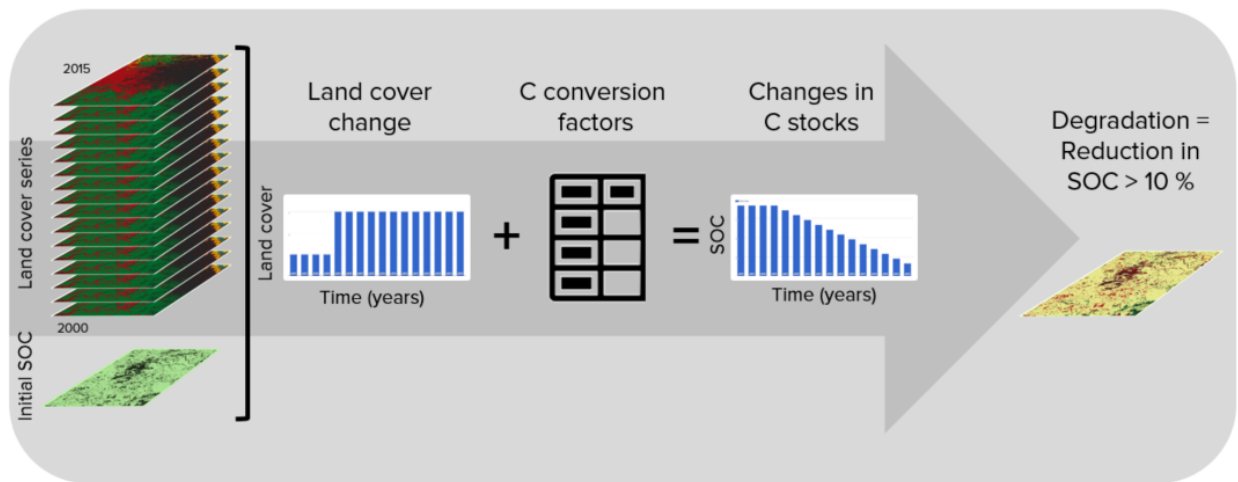 2015
Land cover series
2000
Initial SOC
Land cover
change
Land cover
Time (years)
+
C conversion
factors
=
Changes in
C stocks
SOC
Time (years)
Degradation =
Reduction in
SOC > 10 %